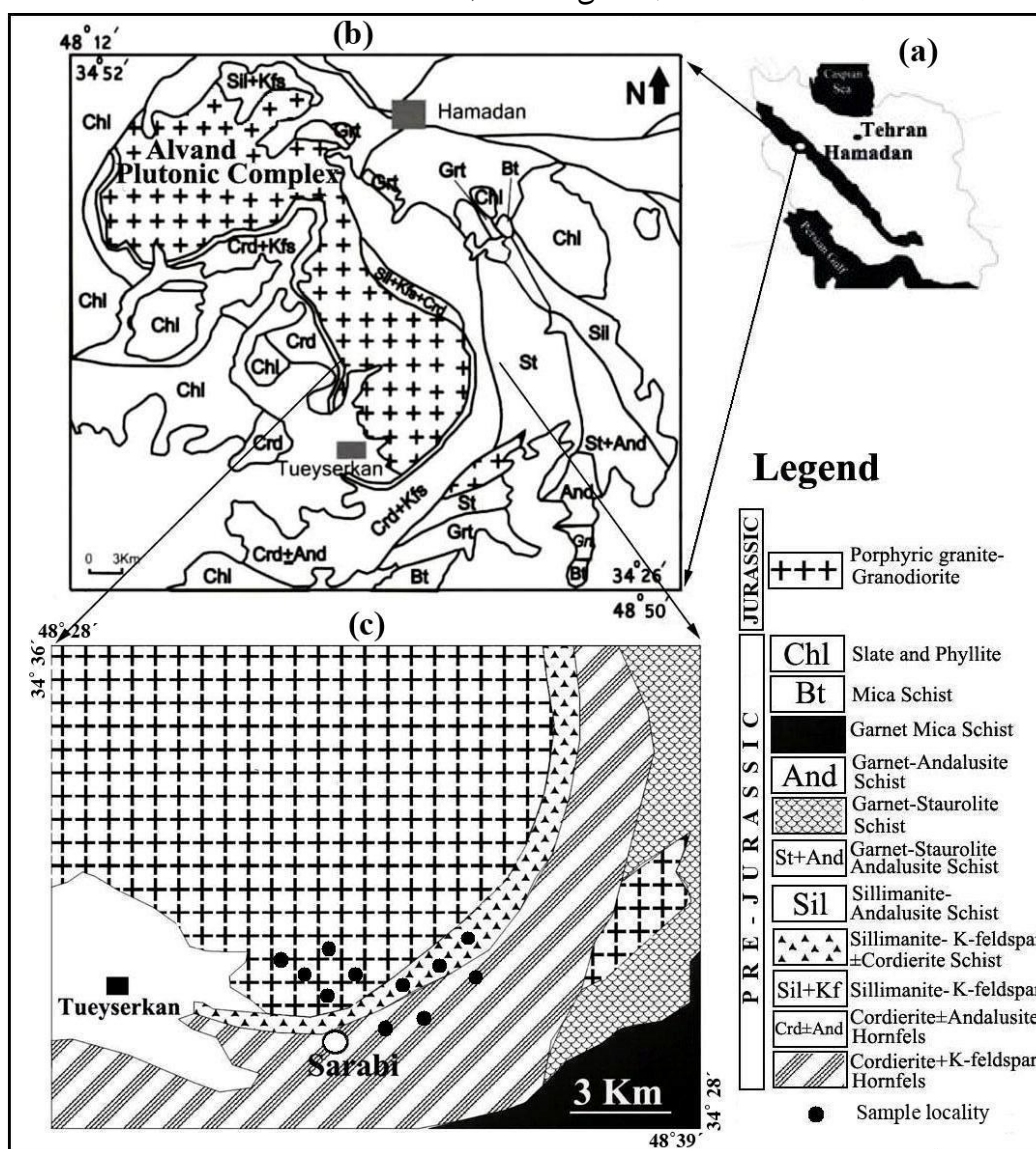 (b)
(a)
48°12´
34°52´
Sil+Kfs
N
Hamadan
Chl
Alvand
Plutonic Complex
Grt
Grt
Grt
Bt
Chl
Chl
Crd+Kfs
Chl
Chl
Sil+Kfs+Crd
Crd
Chl
Chl
Sil
St
Crd
Tueyserkan
St+And
Crd+Kfs
And
St
Grt
Grt
Crd±And
Chl
Bt
Bt
0 3Km
34°26´
48°50´
Caspian
Sea
Tehran
Hamadan
Persian Gulf
(c)
48°28´
34°36´
Tueyserkan
Sarabi
3 Km
34°28´
48°39´
Legend
JURASSIC
Porphyric granite-
Granodiorite
PRE-JURASSIC
Chl Slate and Phyllite
Bt Mica Schist
Garnet Mica Schist
And Garnet-Andalusite
Schist
Garnet-Staurolite
Schist
St+And Garnet-Staurolite
Andalusite Schist
Sil Sillimanite-
Andalusite Schist
Sillimanite- K-feldspar
±Cordierite Schist
Sil+Kf Sillimanite- K-feldspar
Crd±And Cordierite±Andalusite
Hornfels
Cordierite+K-feldspar
Hornfels
Sample locality